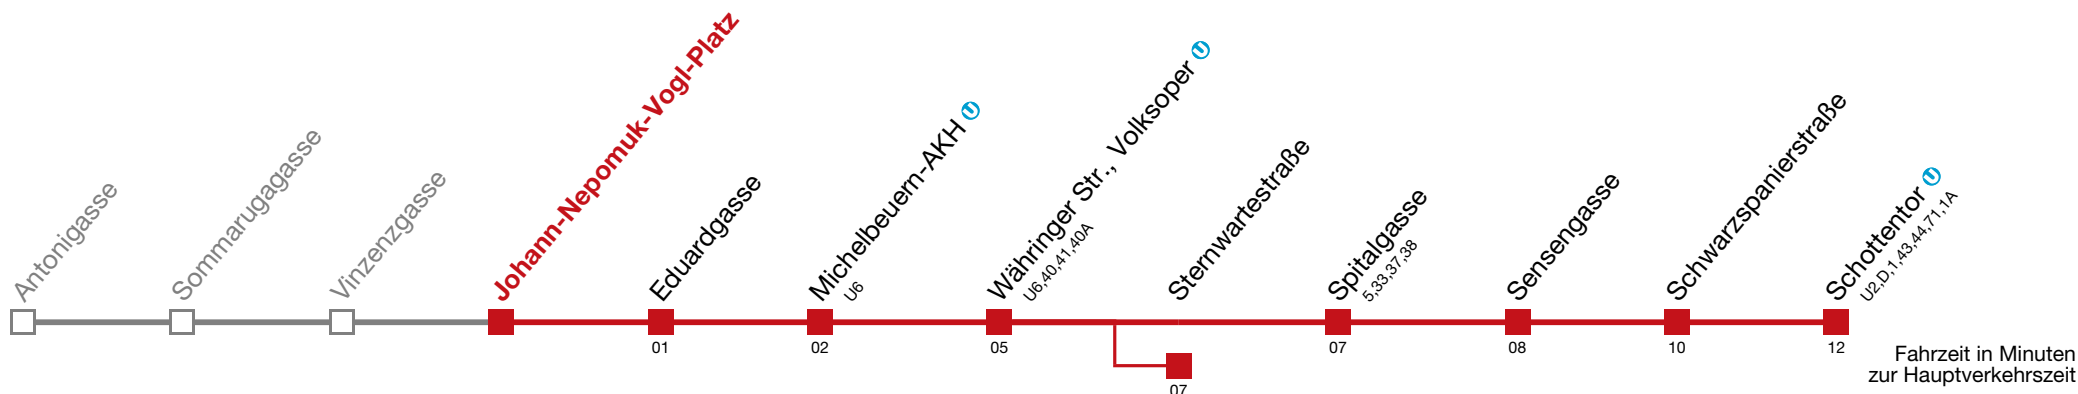 Antonigasse
Sommarugagasse
Vinzenzgasse
Johann-Nepomuk-Vogl-Platz
Eduardgasse
01
Michelbeuern-AKH U
U6
02
Währinger Str., Volksoper U
U6,40,41,40A
05
Sternwartestraße
07
Spitalgasse
5,33,37,38
07
Sensengasse
08
Schwarzspanierstraße
10
Schottentor U
U2,D,1,43,44,71,1A
12
Fahrzeit in Minuten
zur Hauptverkehrszeit